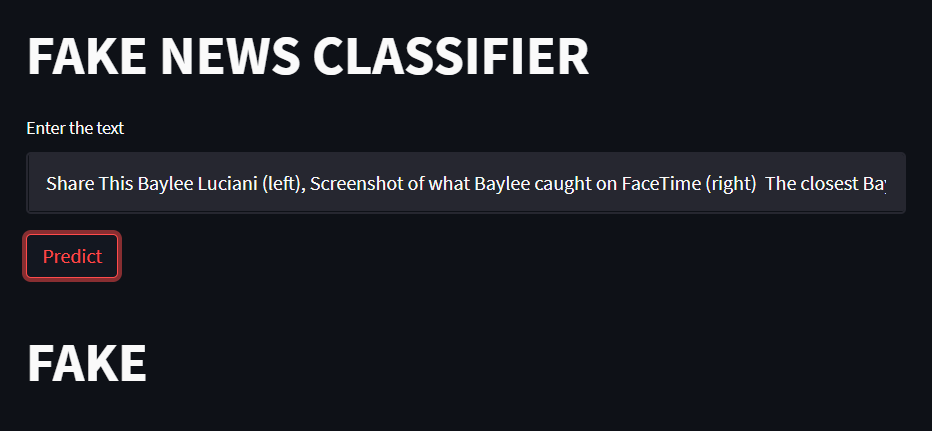 FAKE NEWS CLASSIFIER
Enter the text
Share This Baylee Luciani (left), Screenshot of what Baylee caught on FaceTime (right)  The closest Bay
Predict
FAKE